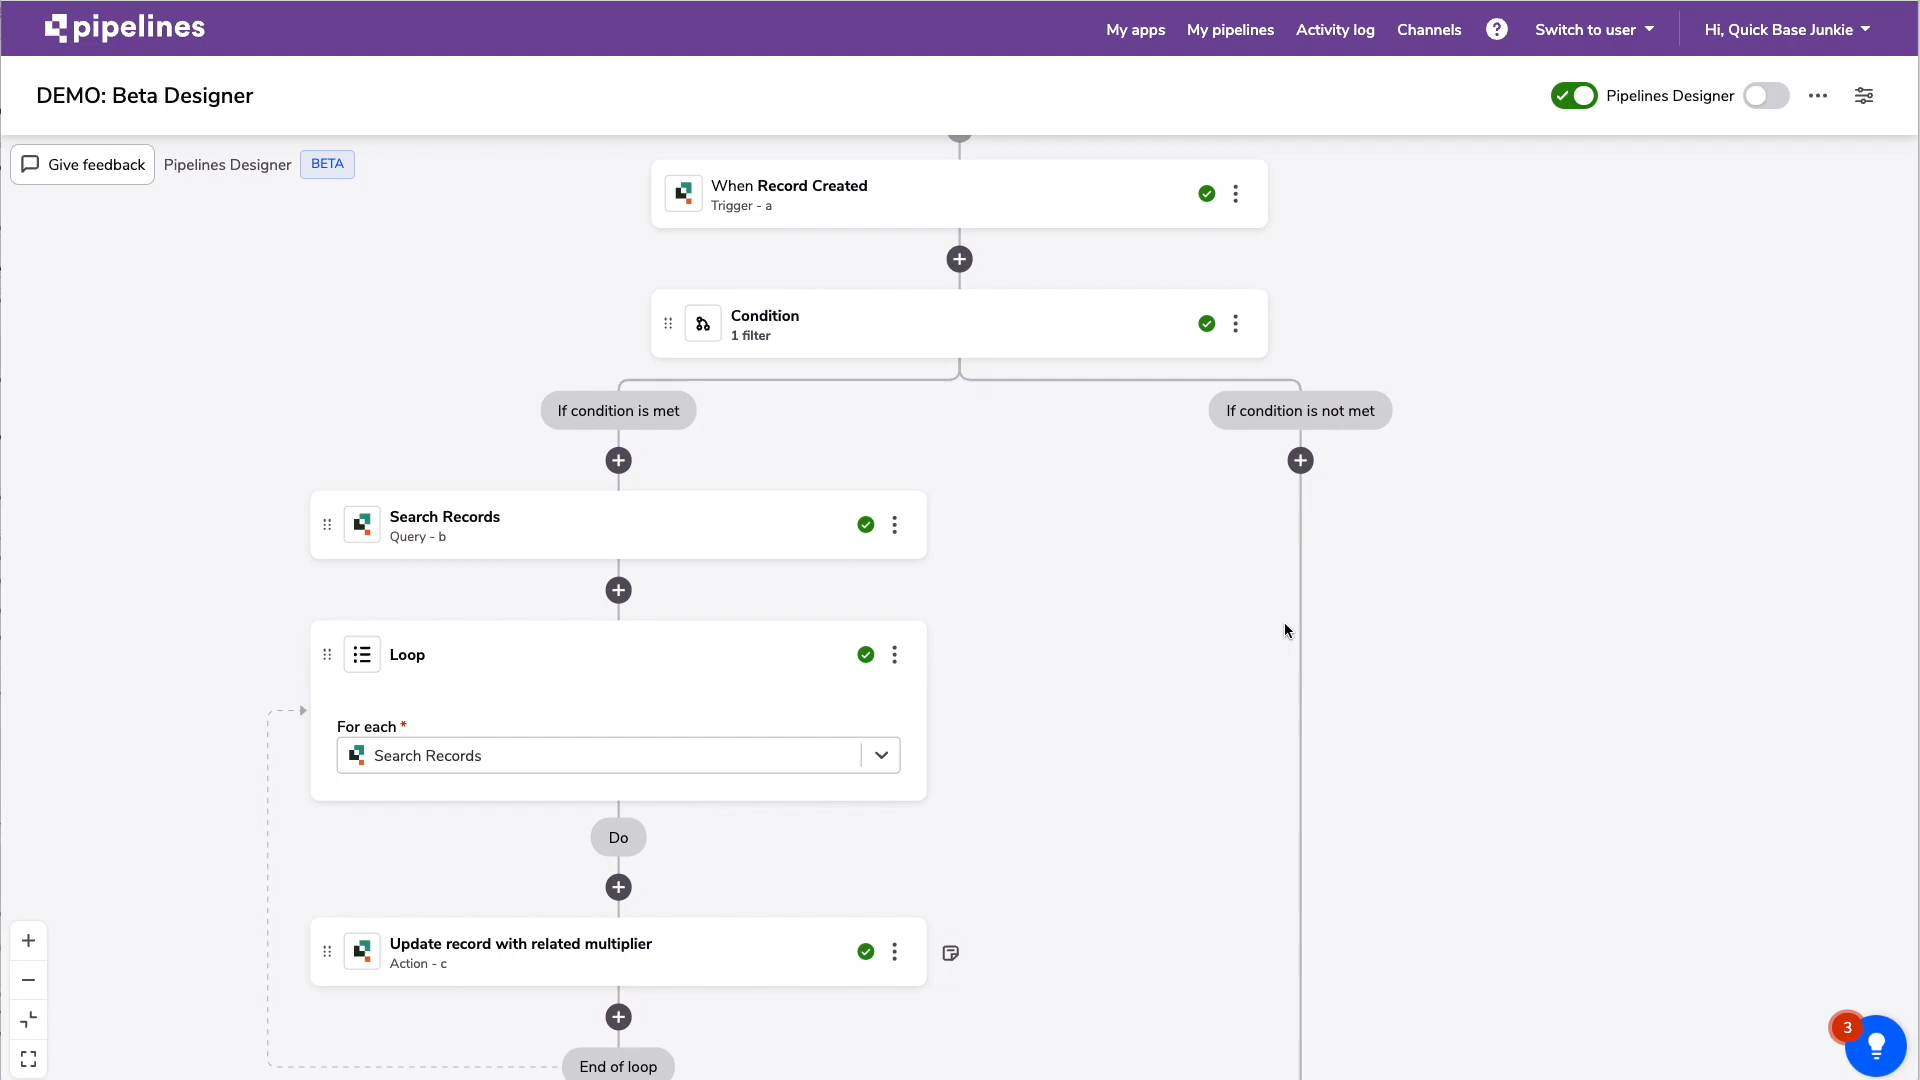 pipelines
My apps
My pipelines
Activity log
Channels
?
Switch to user
Hi, Quick Base Junkie
DEMO: Beta Designer
Pipelines Designer
Give feedback
Pipelines Designer
BETA
When Record Created
Trigger - a
Condition
1 filter
If condition is met
If condition is not met
Search Records
Query - b
Loop
For each *
Search Records
Do
Update record with related multiplier
Action - c
End of loop
3